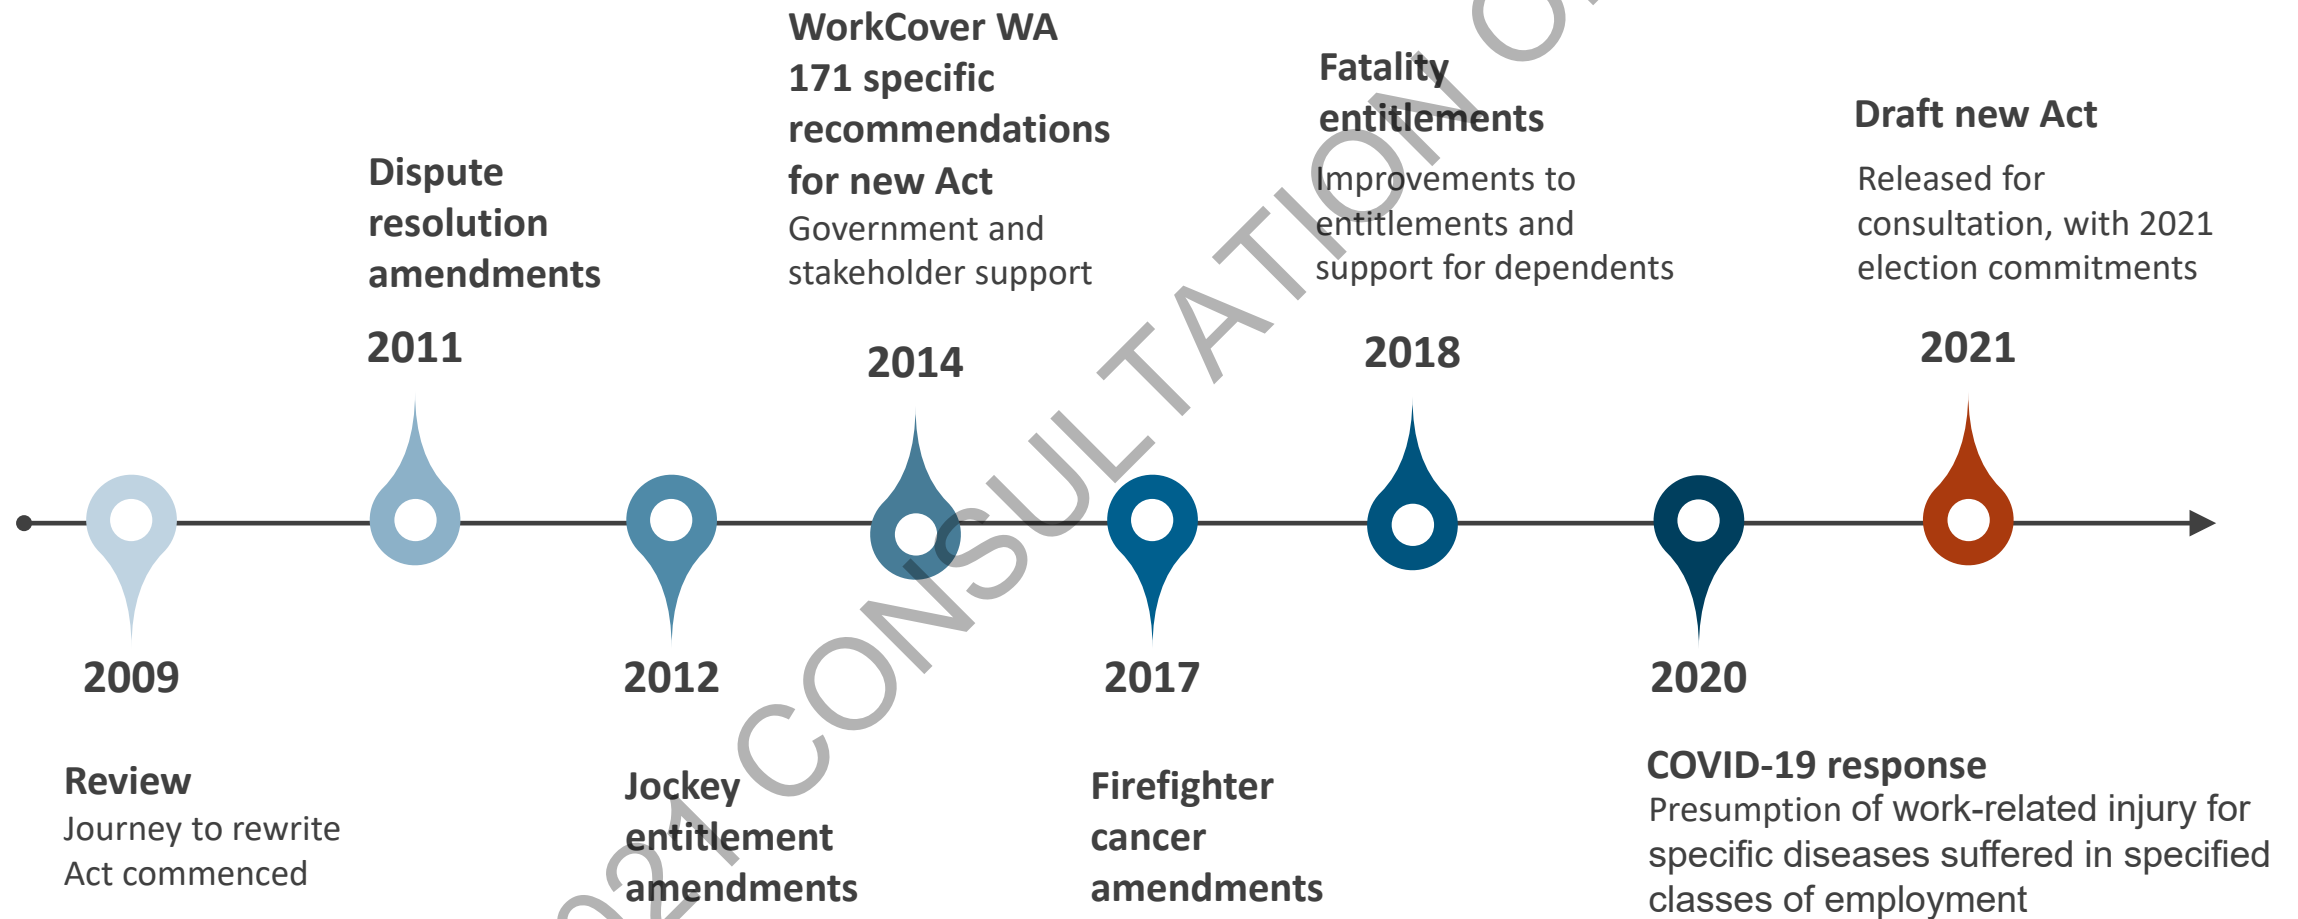 WorkCover WA
171 specific
recommendations
for new Act
Government and
stakeholder support
Fatality
entitlements
Improvements to
entitlements and
support for dependents
Draft new Act
Released for
consultation, with 2021
election commitments
Dispute
resolution
amendments
2011
2014
2018
2021
2009
2012
2017
2020
Review
Journey to rewrite
Act commenced
Jockey
entitlement
amendments
Firefighter
cancer
amendments
COVID-19 response
Presumption of work-related injury for
specific diseases suffered in specified
classes of employment
CONSULTATION